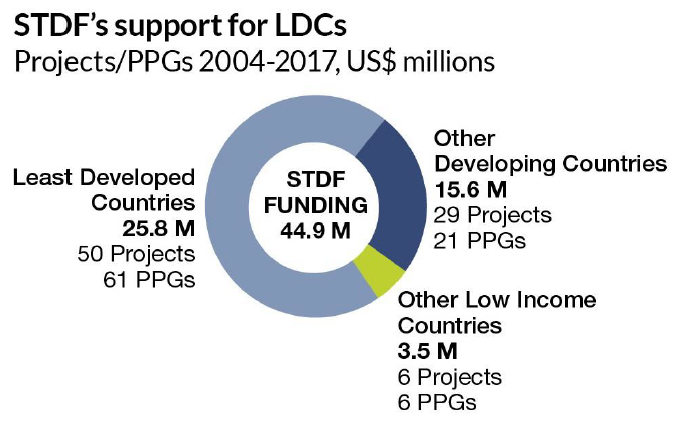 STDF's support for LDCs
Projects/PPGs 2004-2017, US$ millions
Least Developed
Countries
25.8 M
50 Projects
61 PPGs
STDF
FUNDING
44.9 M
Other
Developing Countries
15.6 M
29 Projects
21 PPGs
Other Low Income
Countries
3.5 M
6 Projects
6 PPGs